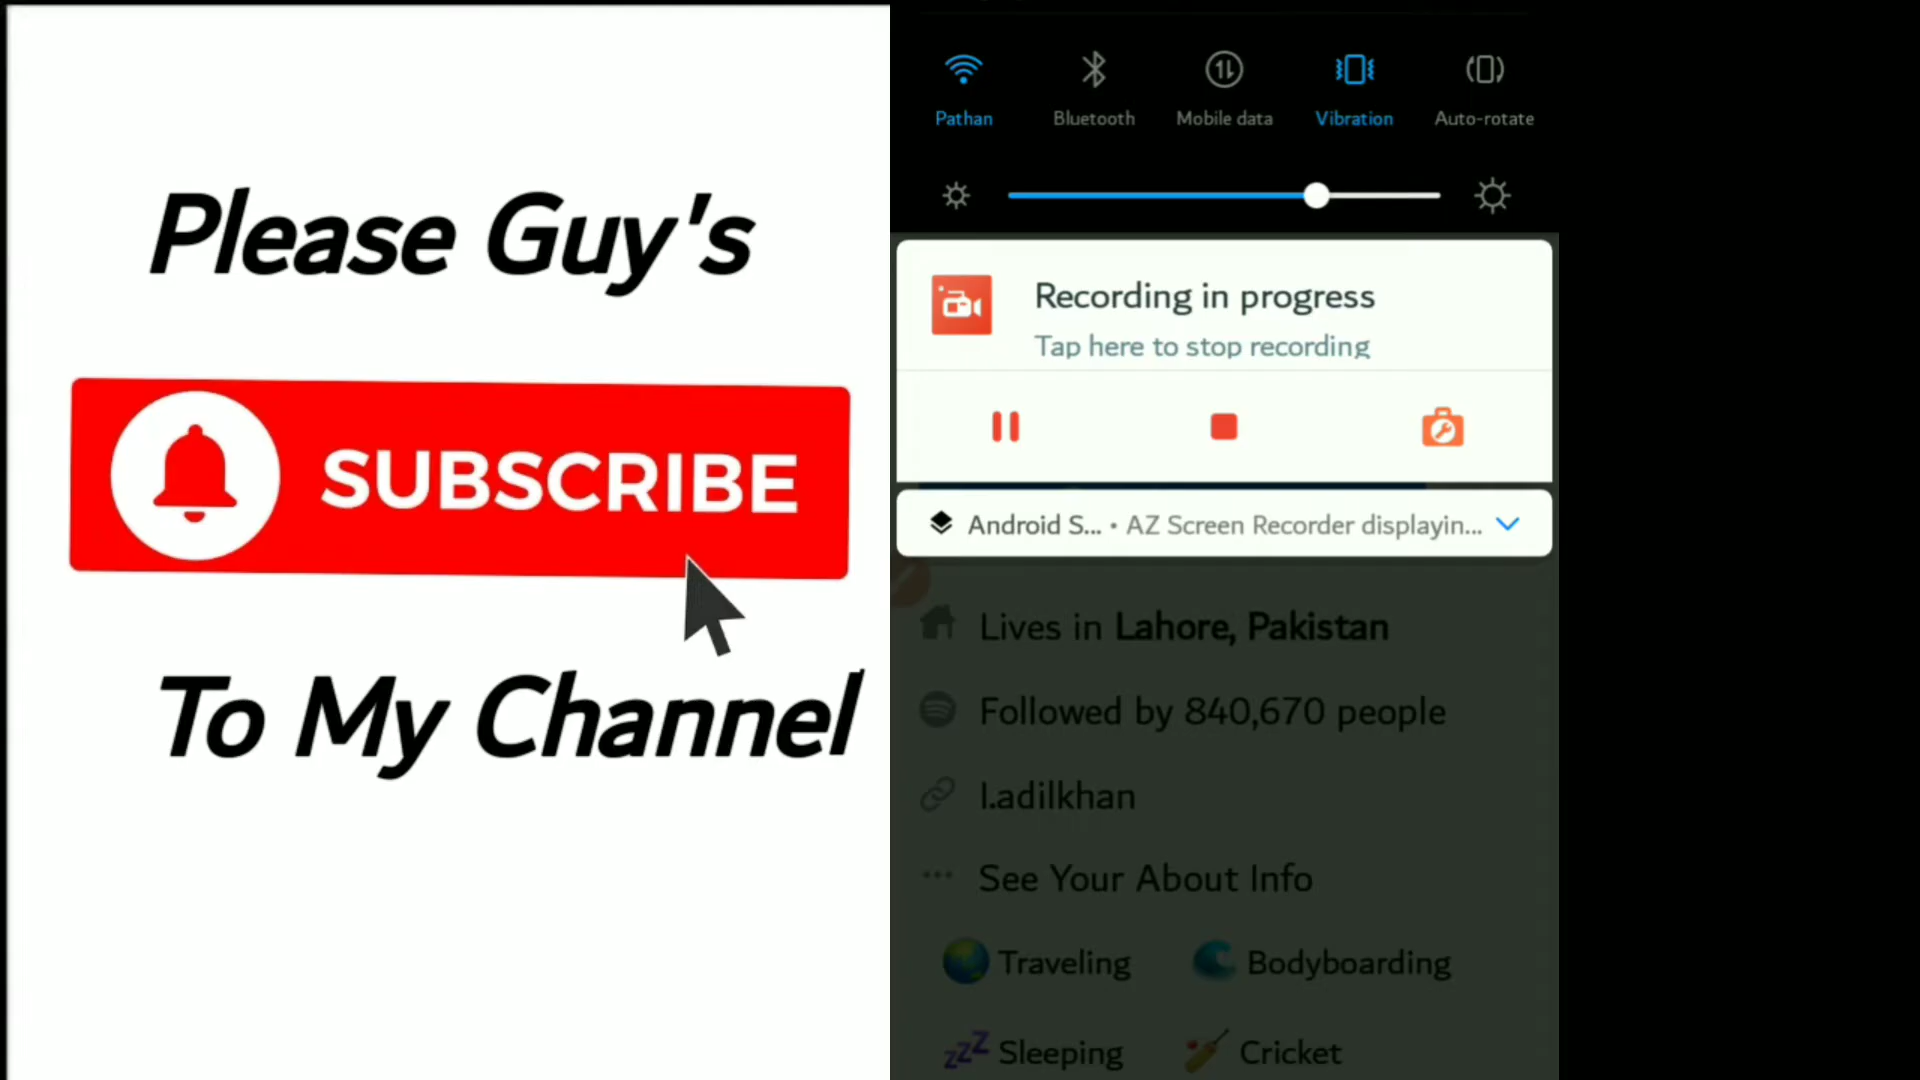 Please Guy's
SUBSCRIBE
To My Channel
Pathan
Bluetooth
Mobile data
Vibration
Auto-rotate
Recording in progress
Tap here to stop recording
Android S... • AZ Screen Recorder displayin...
Lives in Lahore, Pakistan
Followed by 840,670 people
I.adilkhan
See Your About Info
Traveling
Bodyboarding
Sleeping
Cricket